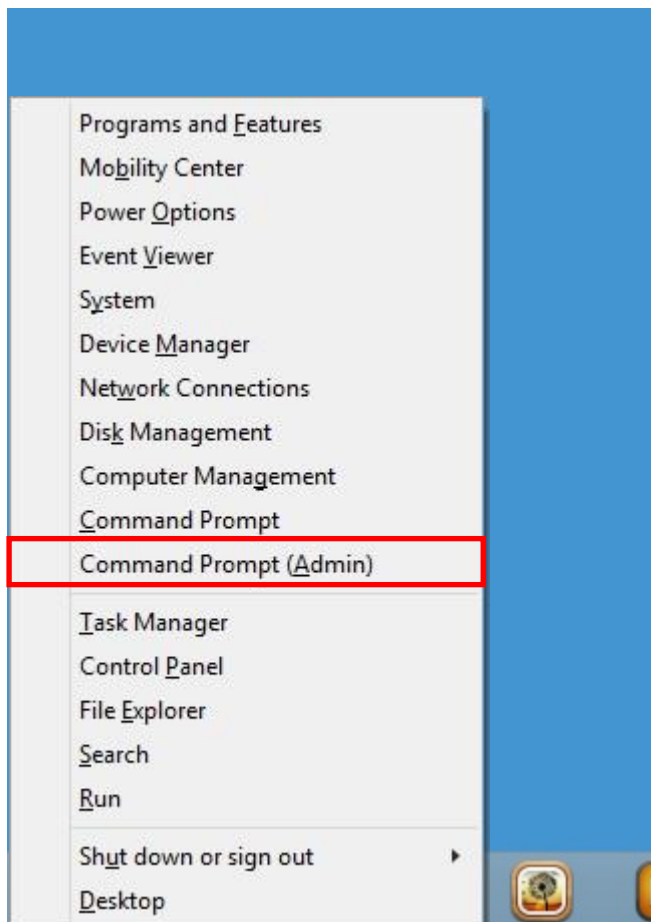 Programs and Features
Mobility Center
Power Options
Event Viewer
System
Device Manager
Network Connections
Disk Management
Computer Management
Command Prompt
Command Prompt (Admin)
Task Manager
Control Panel
File Explorer
Search
Run
Shut down or sign out
Desktop